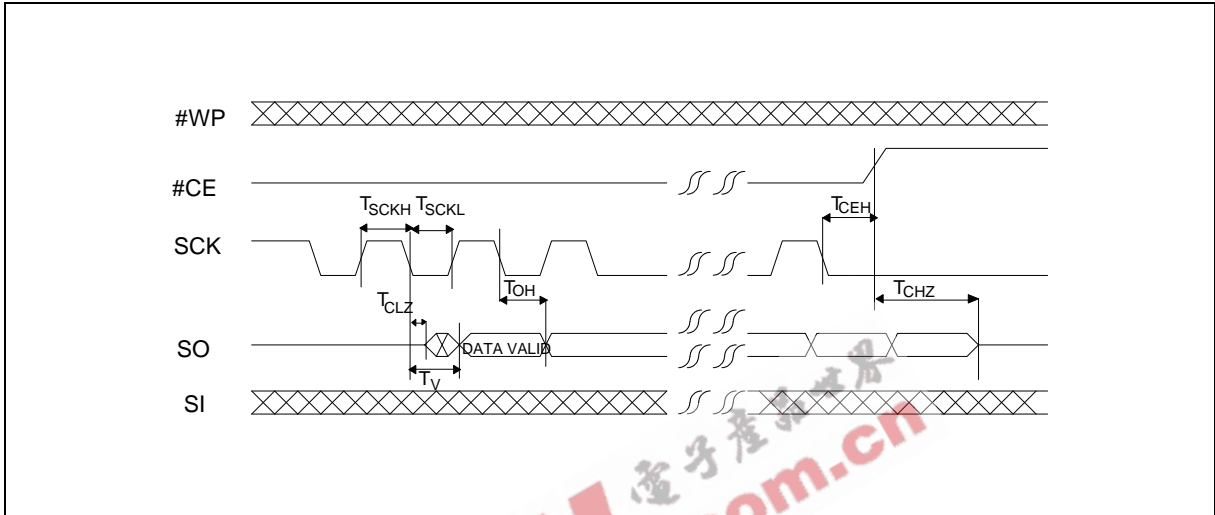 #WP
#CE
TSCKH TSCKL
TCEH
SCK
TOH
TCHZ
TCLZ
SO
DATA VALID
TV
SI
電子產品世界
om.cn